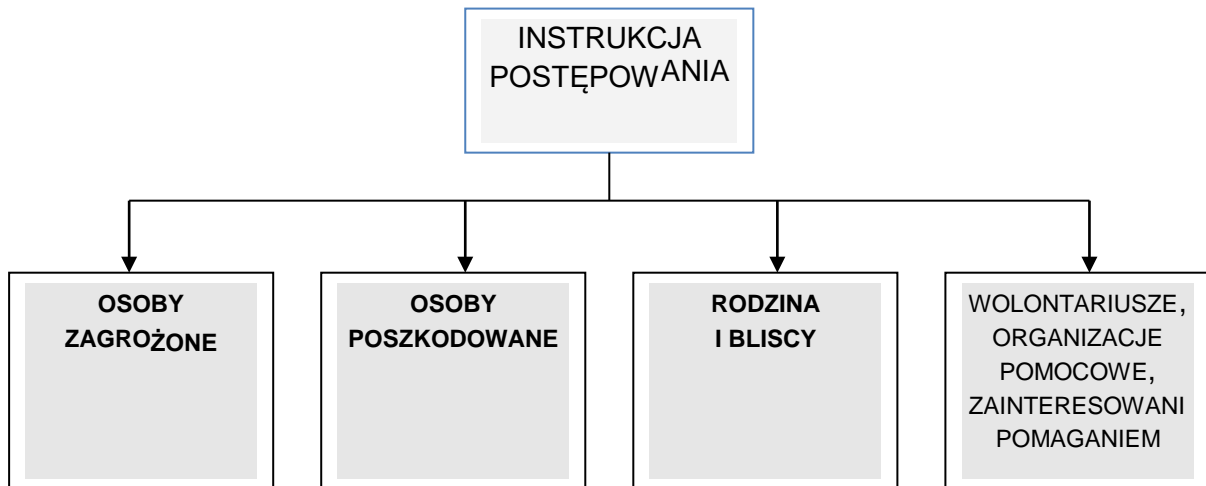 INSTRUKCJA
POSTĘPOWANIA
OSOBY
ZAGROŻONE
OSOBY
POSZKODOWANE
RODZINA
I BLISCY
WOLONTARIUSZE,
ORGANIZACJE
POMOCOWE,
ZAINTERESOWANI
POMAGANIEM